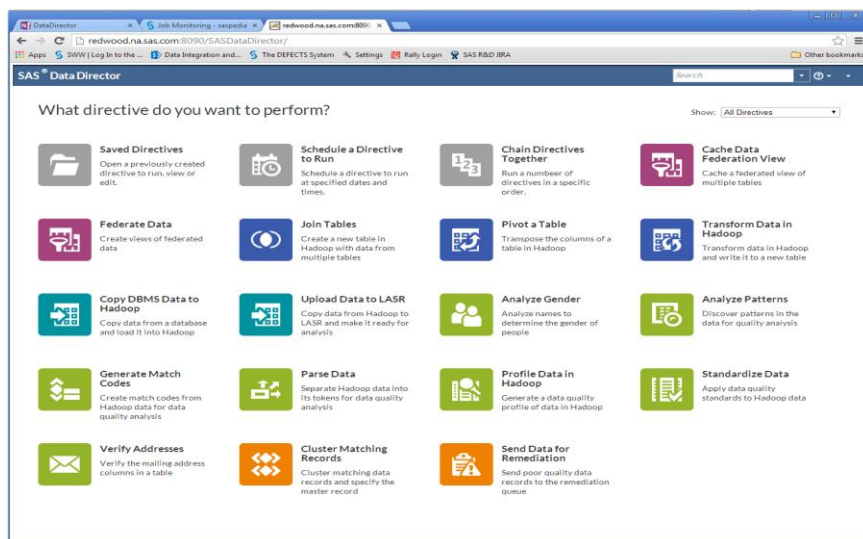 DataDirector
Job Monitoring - saspedia
redwood.na.sas.com:8090
redwood.na.sas.com:8090/SASDataDirector/
Apps SWW | Log In to the ... Data Integration and... The DEFECTS System Settings Rally Login SAS R&D JIRA Other bookmarks
SAS® Data Director
Search
What directive do you want to perform?
Show: All Directives
Saved Directives
Open a previously created
directive to run, view or
edit.
Schedule a Directive
to Run
Schedule a directive to run
at specified dates and
times.
Chain Directives
Together
Run a numbeer of
directives in a specific
order.
Cache Data
Federation View
Cache a federated view of
multiple tables
Federate Data
Create views of federated
data
Join Tables
Create a new table in
Hadoop with data from
multiple tables
Pivot a Table
Transpose the columns of a
table in Hadoop
Transform Data in
Hadoop
Transform data in Hadoop
and write it to a new table
Copy DBMS Data to
Hadoop
Copy data from a database
and load it into Hadoop
Upload Data to LASR
Copy data from Hadoop to
LASR and make it ready for
analysis
Analyze Gender
Analyze names to
determine the gender of
people
Analyze Patterns
Discover patterns in the
data for quality analysis
Generate Match
Codes
Create match codes from
Hadoop data for data
quality analysis
Parse Data
Separate Hadoop data into
its tokens for data quality
analysis
Profile Data in
Hadoop
Generate a data quality
profile of data in Hadoop
Standardize Data
Apply data quality
standards to Hadoop data
Verify Addresses
Verify the mailing address
columns in a table
Cluster Matching
Records
Cluster matching data
records and specify the
master record
Send Data for
Remediation
Send poor quality data
records to the remediation
queue